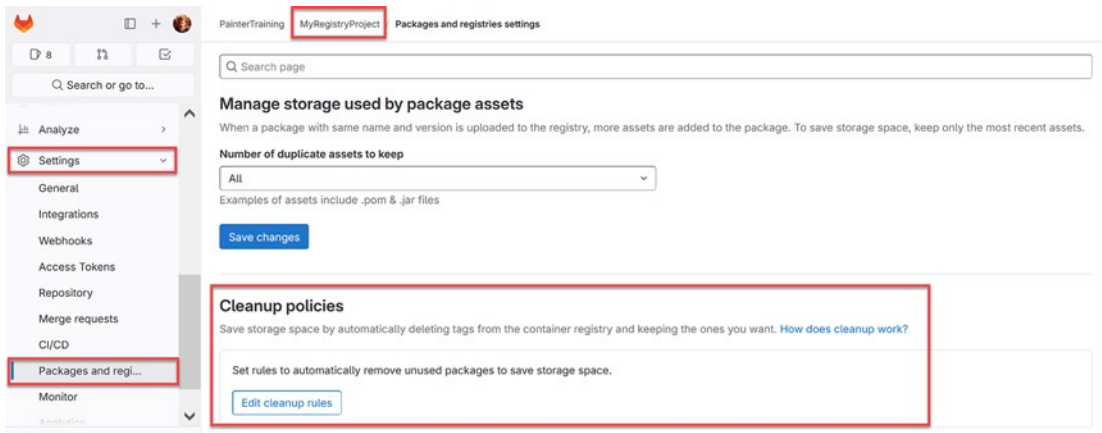 PainterTraining MyRegistryProject Packages and registries settings
8
Search or go to...
Analyze
Settings
General
Integrations
Webhooks
Access Tokens
Repository
Merge requests
CI/CD
Packages and regi...
Monitor
Analytics
Search page
Manage storage used by package assets
When a package with same name and version is uploaded to the registry, more assets are added to the package. To save storage space, keep only the most recent assets.
Number of duplicate assets to keep
All
Examples of assets include .pom & .jar files
Save changes
Cleanup policies
Save storage space by automatically deleting tags from the container registry and keeping the ones you want. How does cleanup work?
Set rules to automatically remove unused packages to save storage space.
Edit cleanup rules